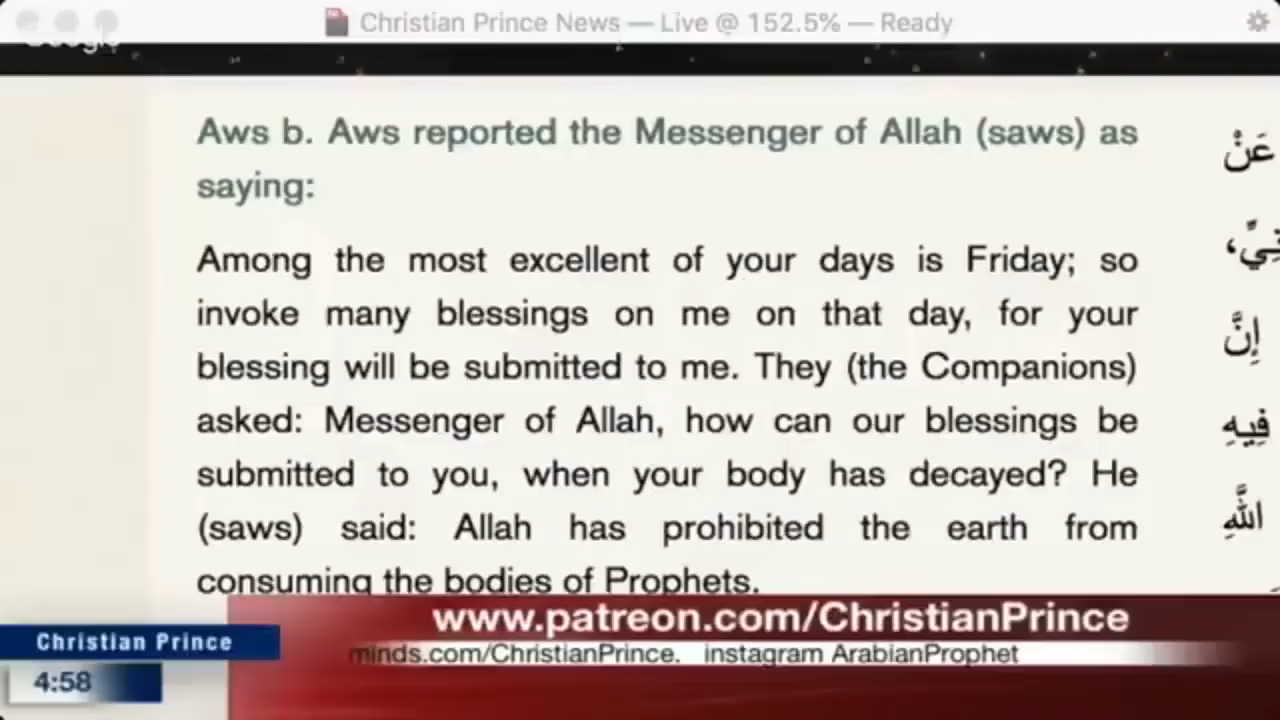 Christian Prince News — Live @ 152.5% — Ready
Google
Aws b. Aws reported the Messenger of Allah (saws) as
saying:
Among the most excellent of your days is Friday; so
invoke many blessings on me on that day, for your
blessing will be submitted to me. They (the Companions)
asked: Messenger of Allah, how can our blessings be
submitted to you, when your body has decayed? He
(saws) said: Allah has prohibited the earth from
consuming the bodies of Prophets.
عَنْ
إِنَّ
فِيهِ
اللَّهِ
www.patreon.com/ChristianPrince
Christian Prince
minds.com/ChristianPrince. instagram ArabianProphet
4:58